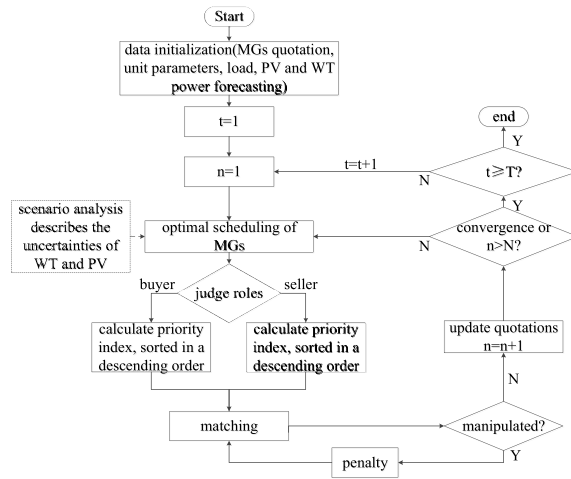 Start
data initialization(MGs quotation,
unit parameters, load, PV and WT
power forecasting)
t=1
n=1
t=t+1
N
t⩾T?
Y
end
scenario analysis
describes the
uncertainties of
WT and PV
optimal scheduling of
MGs
N
convergence or
n>N?
Y
buyer
judge roles
seller
calculate priority
index, sorted in a
descending order
calculate priority
index, sorted in a
descending order
update quotations
n=n+1
N
matching
manipulated?
Y
penalty